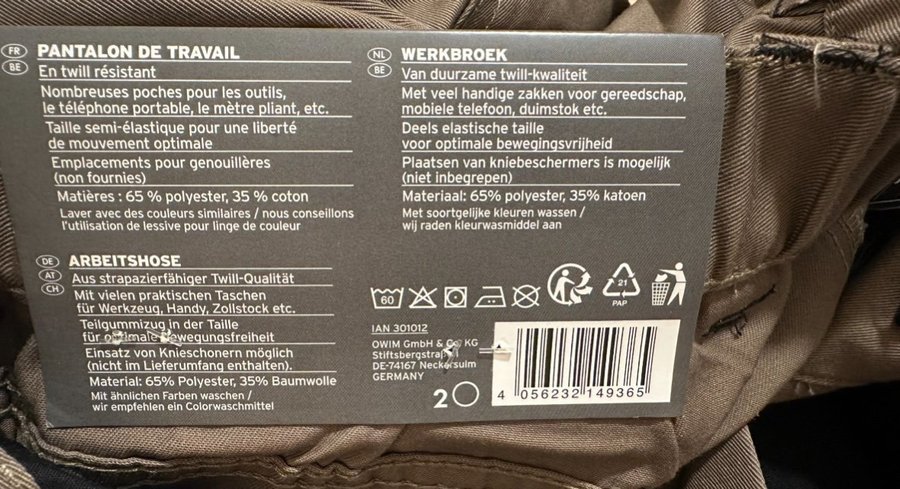 FR
BE
PANTALON DE TRAVAIL
En twill résistant
Nombreuses poches pour les outils,
le téléphone portable, le mètre pliant, etc.
Taille semi-élastique pour une liberté
de mouvement optimale
Emplacements pour genouillères
(non fournies)
Matières : 65 % polyester, 35 % coton
Laver avec des couleurs similaires / nous conseillons
l'utilisation de lessive pour linge de couleur
NL
BE
WERKBROEK
Van duurzame twill-kwaliteit
Met veel handige zakken voor gereedschap,
mobiele telefoon, duimstok etc.
Deels elastische taille
voor optimale bewegingsvrijheid
Plaatsen van kniebeschermers is mogelijk
(niet inbegrepen)
Materiaal: 65% polyester, 35% katoen
Met soortgelijke kleuren wassen /
wij raden kleurwasmiddel aan
DE
AT
CH
ARBEITSHOSE
Aus strapazierfähiger Twill-Qualität
Mit vielen praktischen Taschen
für Werkzeug, Handy, Zollstock etc.
Teilgummizug in der Taille
für optimale Bewegungsfreiheit
Einsatz von Knieschonern möglich
(nicht im Lieferumfang enthalten).
Material: 65% Polyester, 35% Baumwolle
Mit ähnlichen Farben waschen /
wir empfehlen ein Colorwaschmittel
60
21
PAP
IAN 301012
OWIM GmbH & Co. KG
Stiftsbergstraße
DE-74167 Neckarsulm
GERMANY
2
4 056232 149365